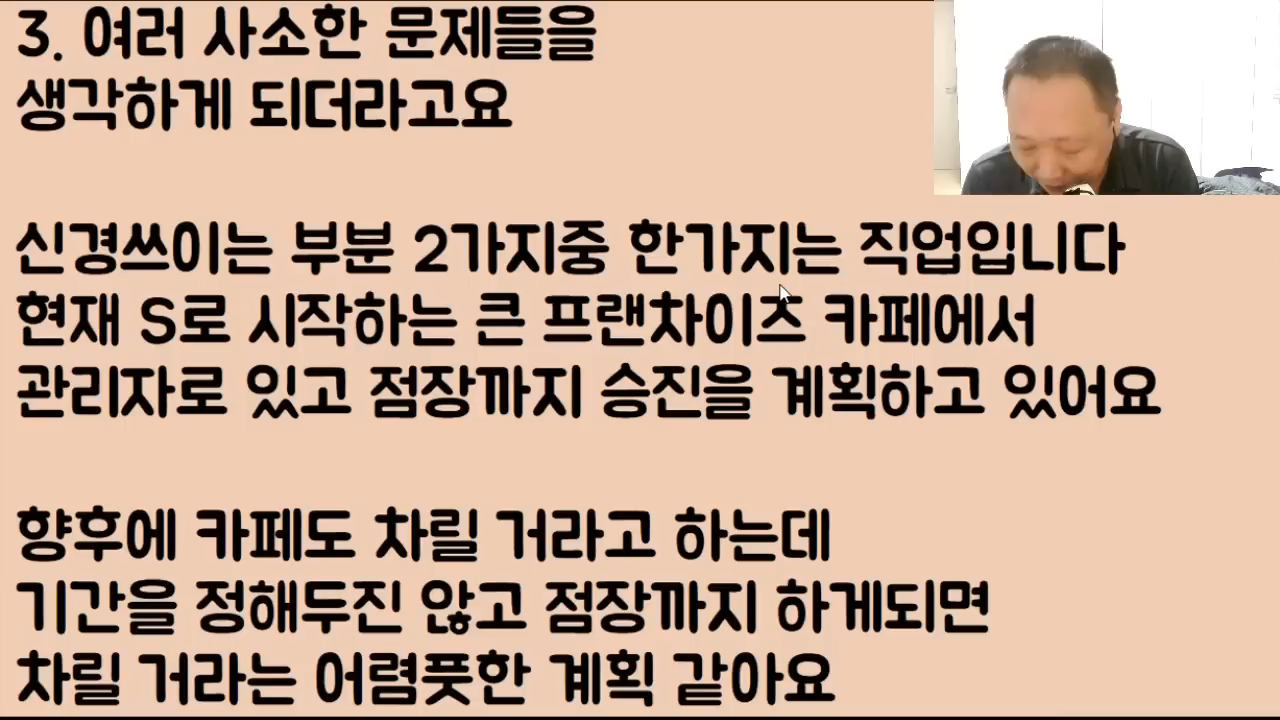 3. 여러 사소한 문제들을
생각하게 되더라고요
신경쓰이는 부분 2가지중 한가지는 직업입니다
현재 S로 시작하는 큰 프랜차이즈 카페에서
관리자로 있고 점장까지 승진을 계획하고 있어요
향후에 카페도 차릴 거라고 하는데
기간을 정해두진 않고 점장까지 하게되면
차릴 거라는 어렴풋한 계획 같아요